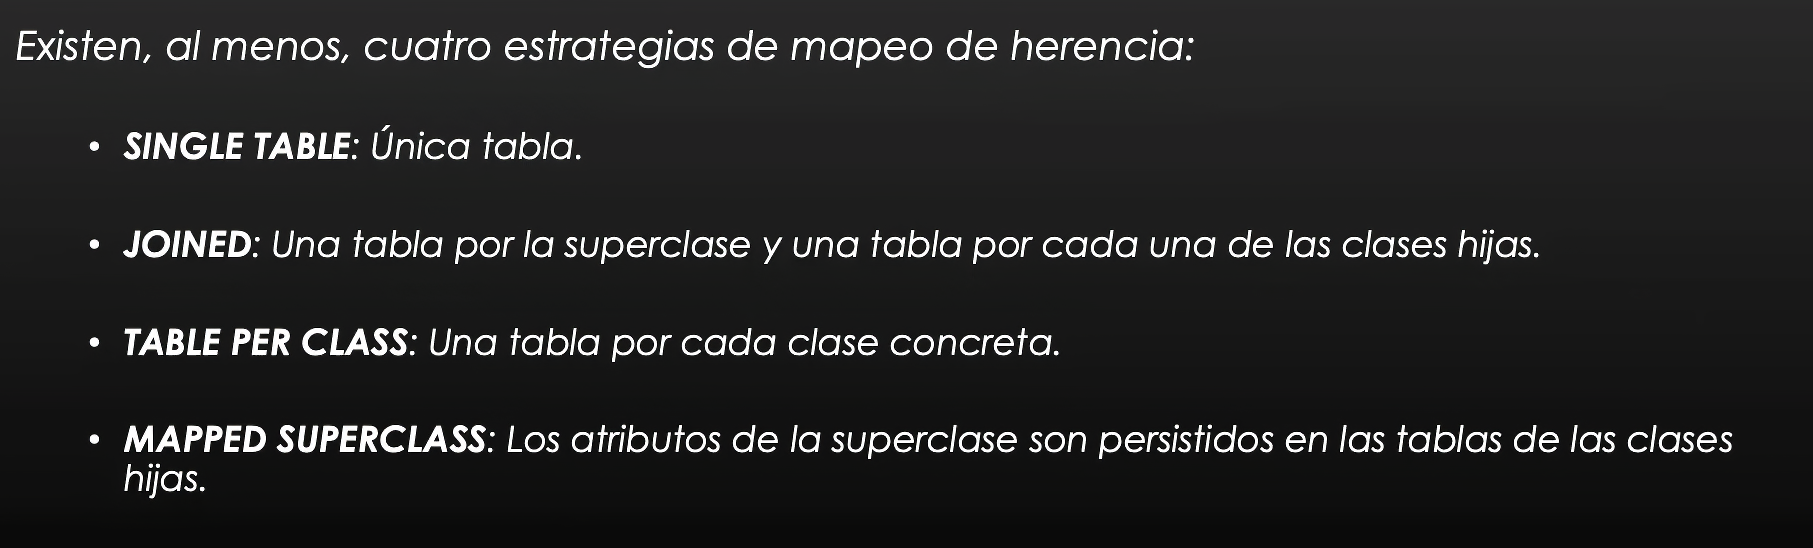 Existen, al menos, cuatro estrategias de mapeo de herencia:
• SINGLE TABLE: Única tabla.
• JOINED: Una tabla por la superclase y una tabla por cada una de las clases hijas.
• TABLE PER CLASS: Una tabla por cada clase concreta.
• MAPPED SUPERCLASS: Los atributos de la superclase son persistidos en las tablas de las clases
hijas.